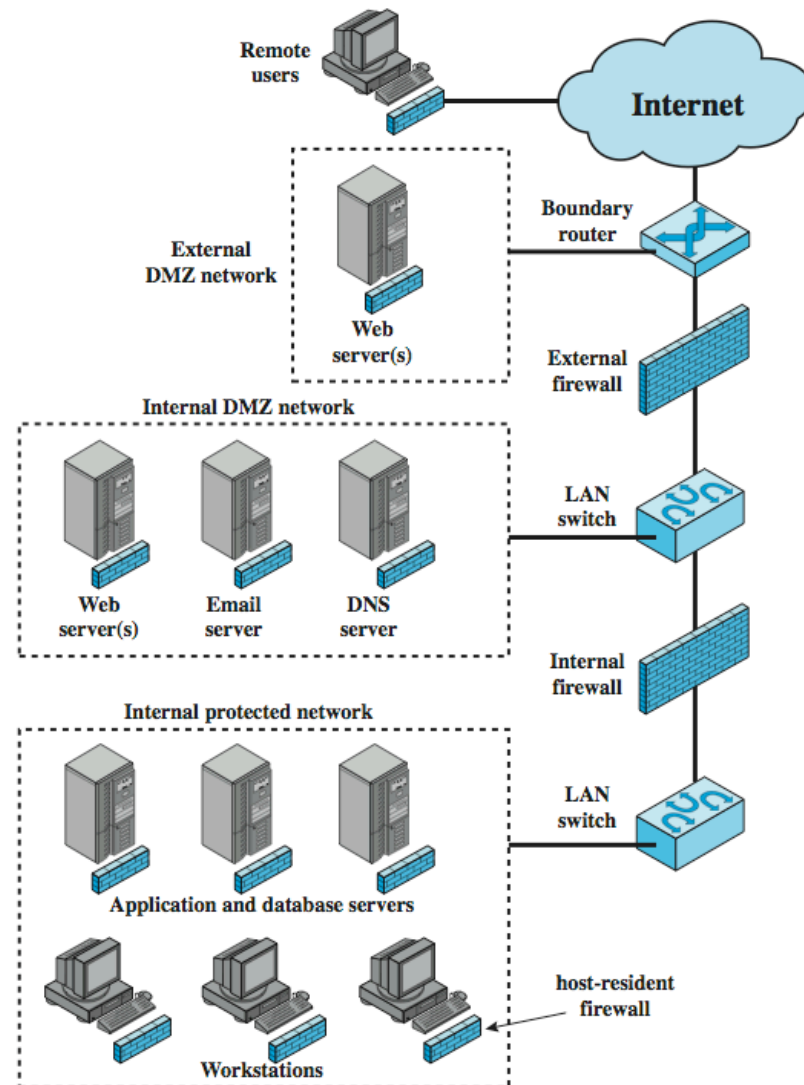 Remote
users
Internet
Boundary
router
External
DMZ network
Web
server(s)
External
firewall
Internal DMZ network
LAN
switch
Web
server(s)
Email
server
DNS
server
Internal
firewall
Internal protected network
LAN
switch
Application and database servers
host-resident
firewall
Workstations